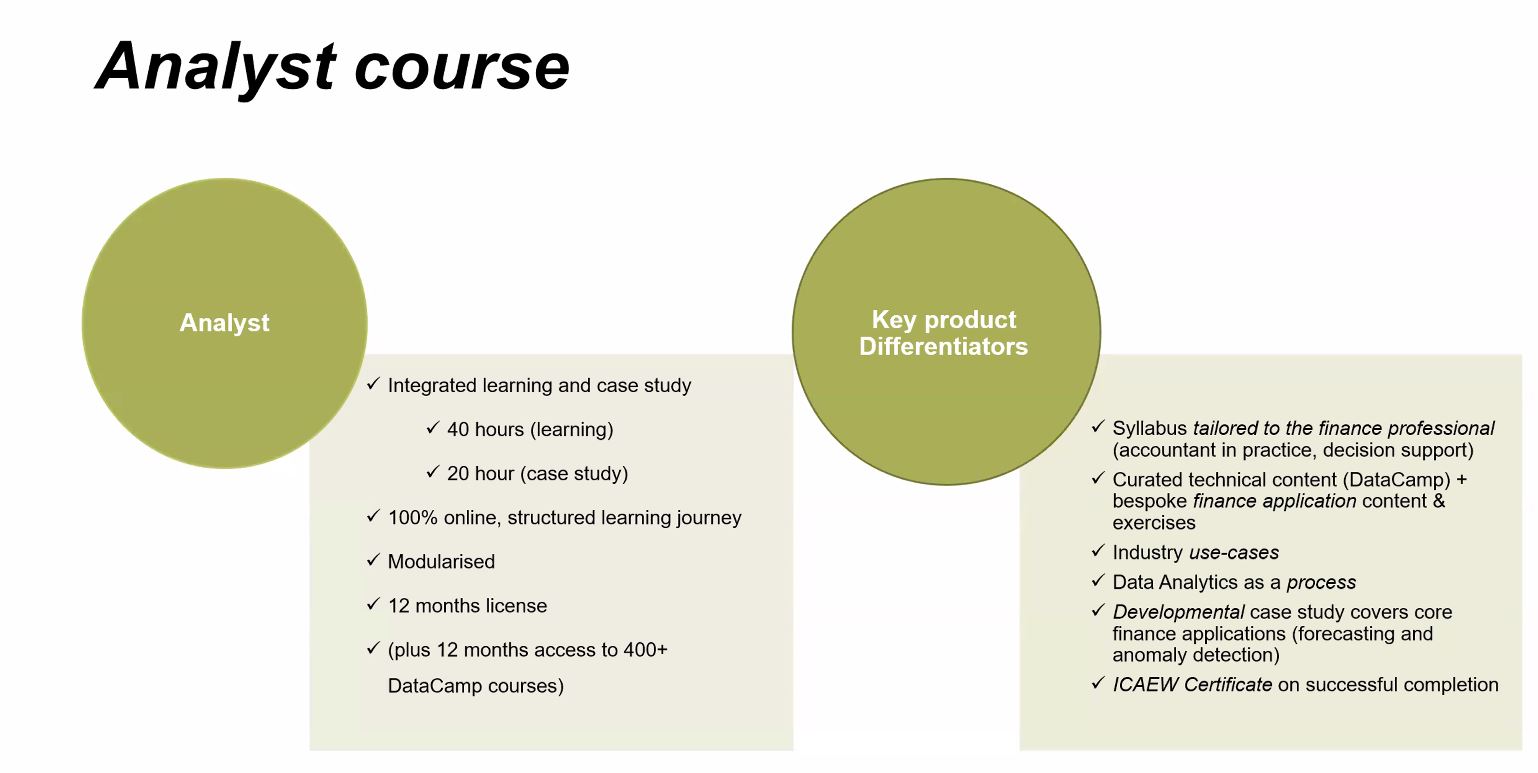 Analyst course
Analyst
✓ Integrated learning and case study
✓ 40 hours (learning)
✓ 20 hour (case study)
✓ 100% online, structured learning journey
✓ Modularised
✓ 12 months license
✓ (plus 12 months access to 400+
DataCamp courses)
Key product
Differentiators
✓ Syllabus tailored to the finance professional
(accountant in practice, decision support)
✓ Curated technical content (DataCamp) +
bespoke finance application content &
exercises
✓ Industry use-cases
✓ Data Analytics as a process
✓ Developmental case study covers core
finance applications (forecasting and
anomaly detection)
✓ ICAEW Certificate on successful completion